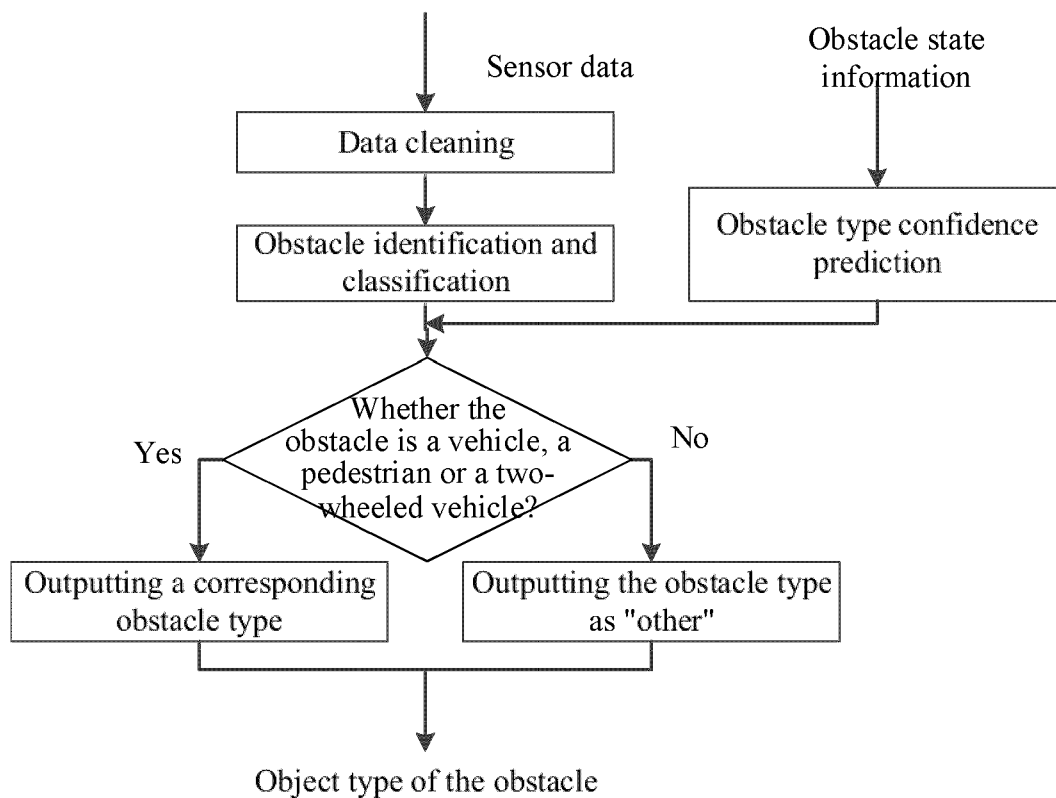 Sensor data
Obstacle state
information
Data cleaning
Obstacle identification and
classification
Obstacle type confidence
prediction
Whether the
obstacle is a vehicle, a
pedestrian or a two-
wheeled vehicle?
Yes
No
Outputting a corresponding
obstacle type
Outputting the obstacle type
as "other"
Object type of the obstacle